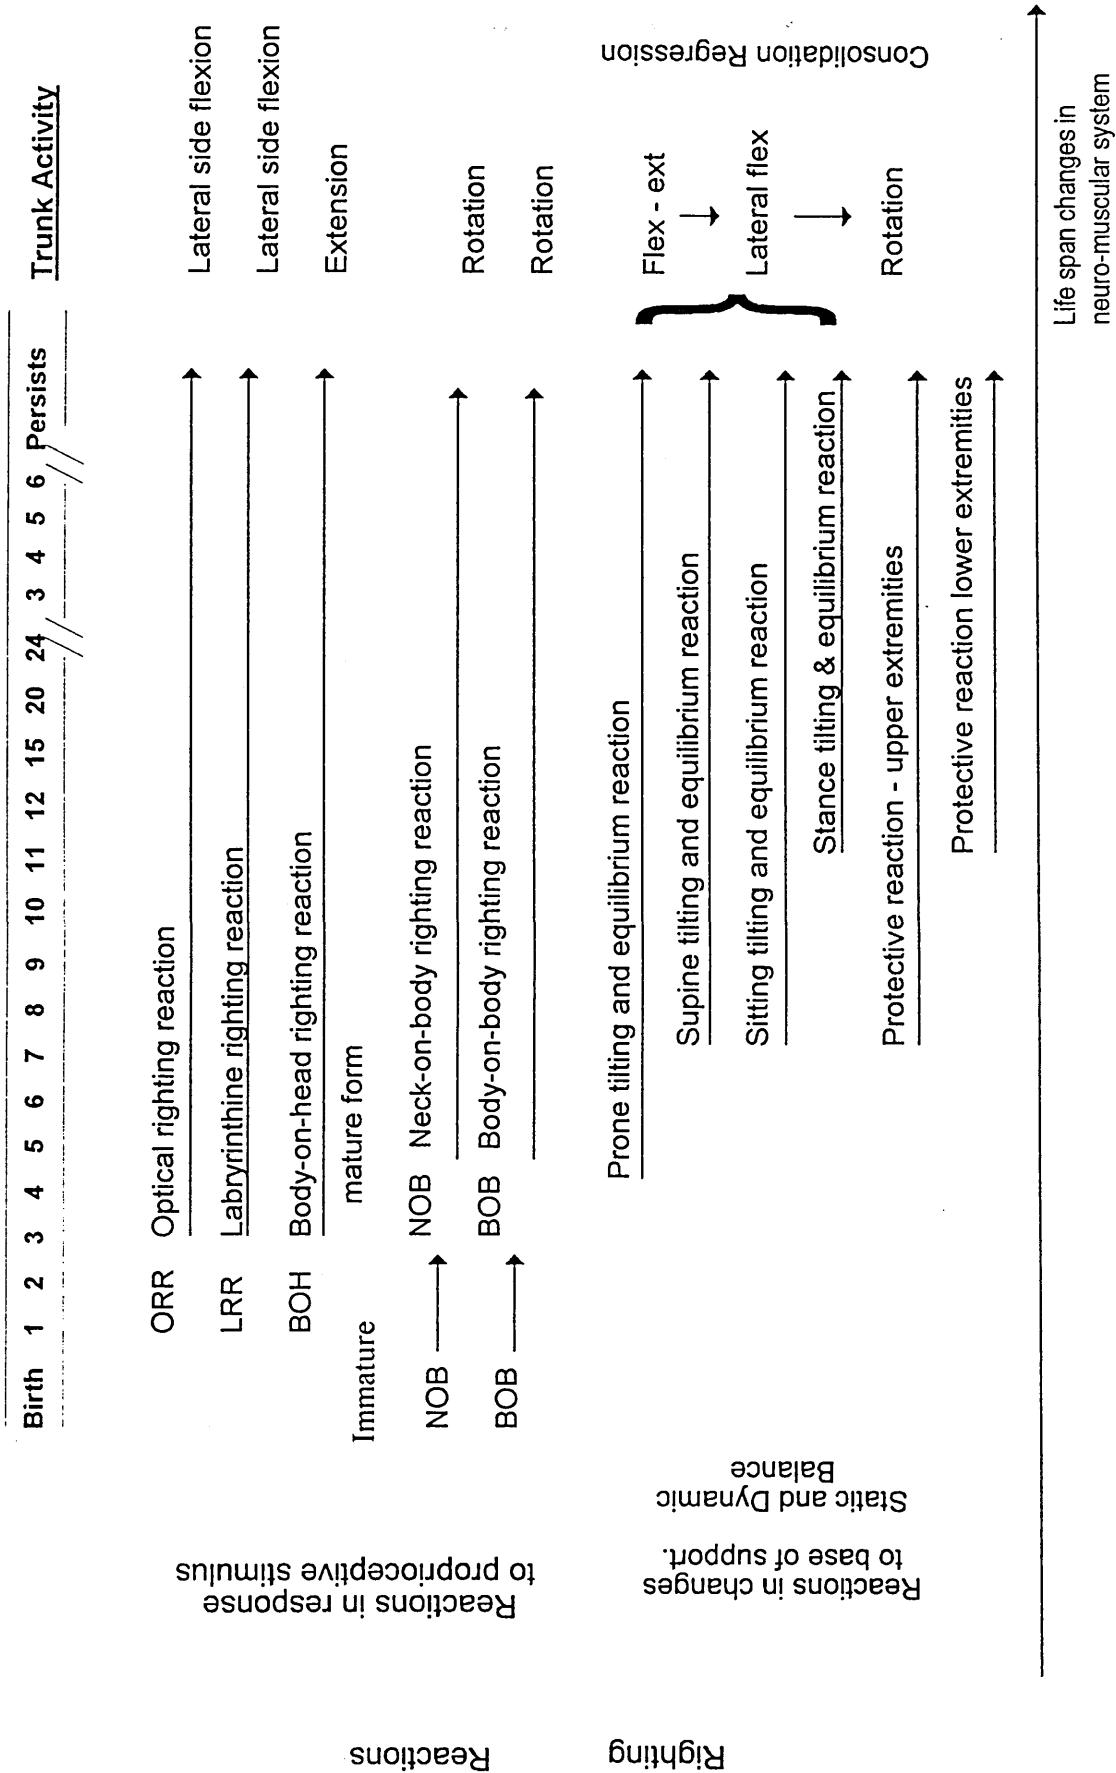 Birth 1 2 3 4 5 6 7 8 9 10 11 12 15 20 24 3 4 5 6 Persists
Trunk Activity
ORR Optical righting reaction
Lateral side flexion
LRR Labryrinthine righting reaction
Lateral side flexion
BOH Body-on-head righting reaction
Extension
Immature
mature form
NOB
NOB Neck-on-body righting reaction
Rotation
BOB
BOB Body-on-body righting reaction
Rotation
Prone tilting and equilibrium reaction
Flex - ext
Supine tilting and equilibrium reaction
Sitting tilting and equilibrium reaction
Lateral flex
Stance tilting & equilibrium reaction
Protective reaction - upper extremities
Rotation
Protective reaction lower extremities
Life span changes in
neuro-muscular system
Consolidation Regression
Reactions in response
to proprioceptive stimulus
Static and Dynamic
Balance
Reactions in changes
to base of support.
Righting
Reactions